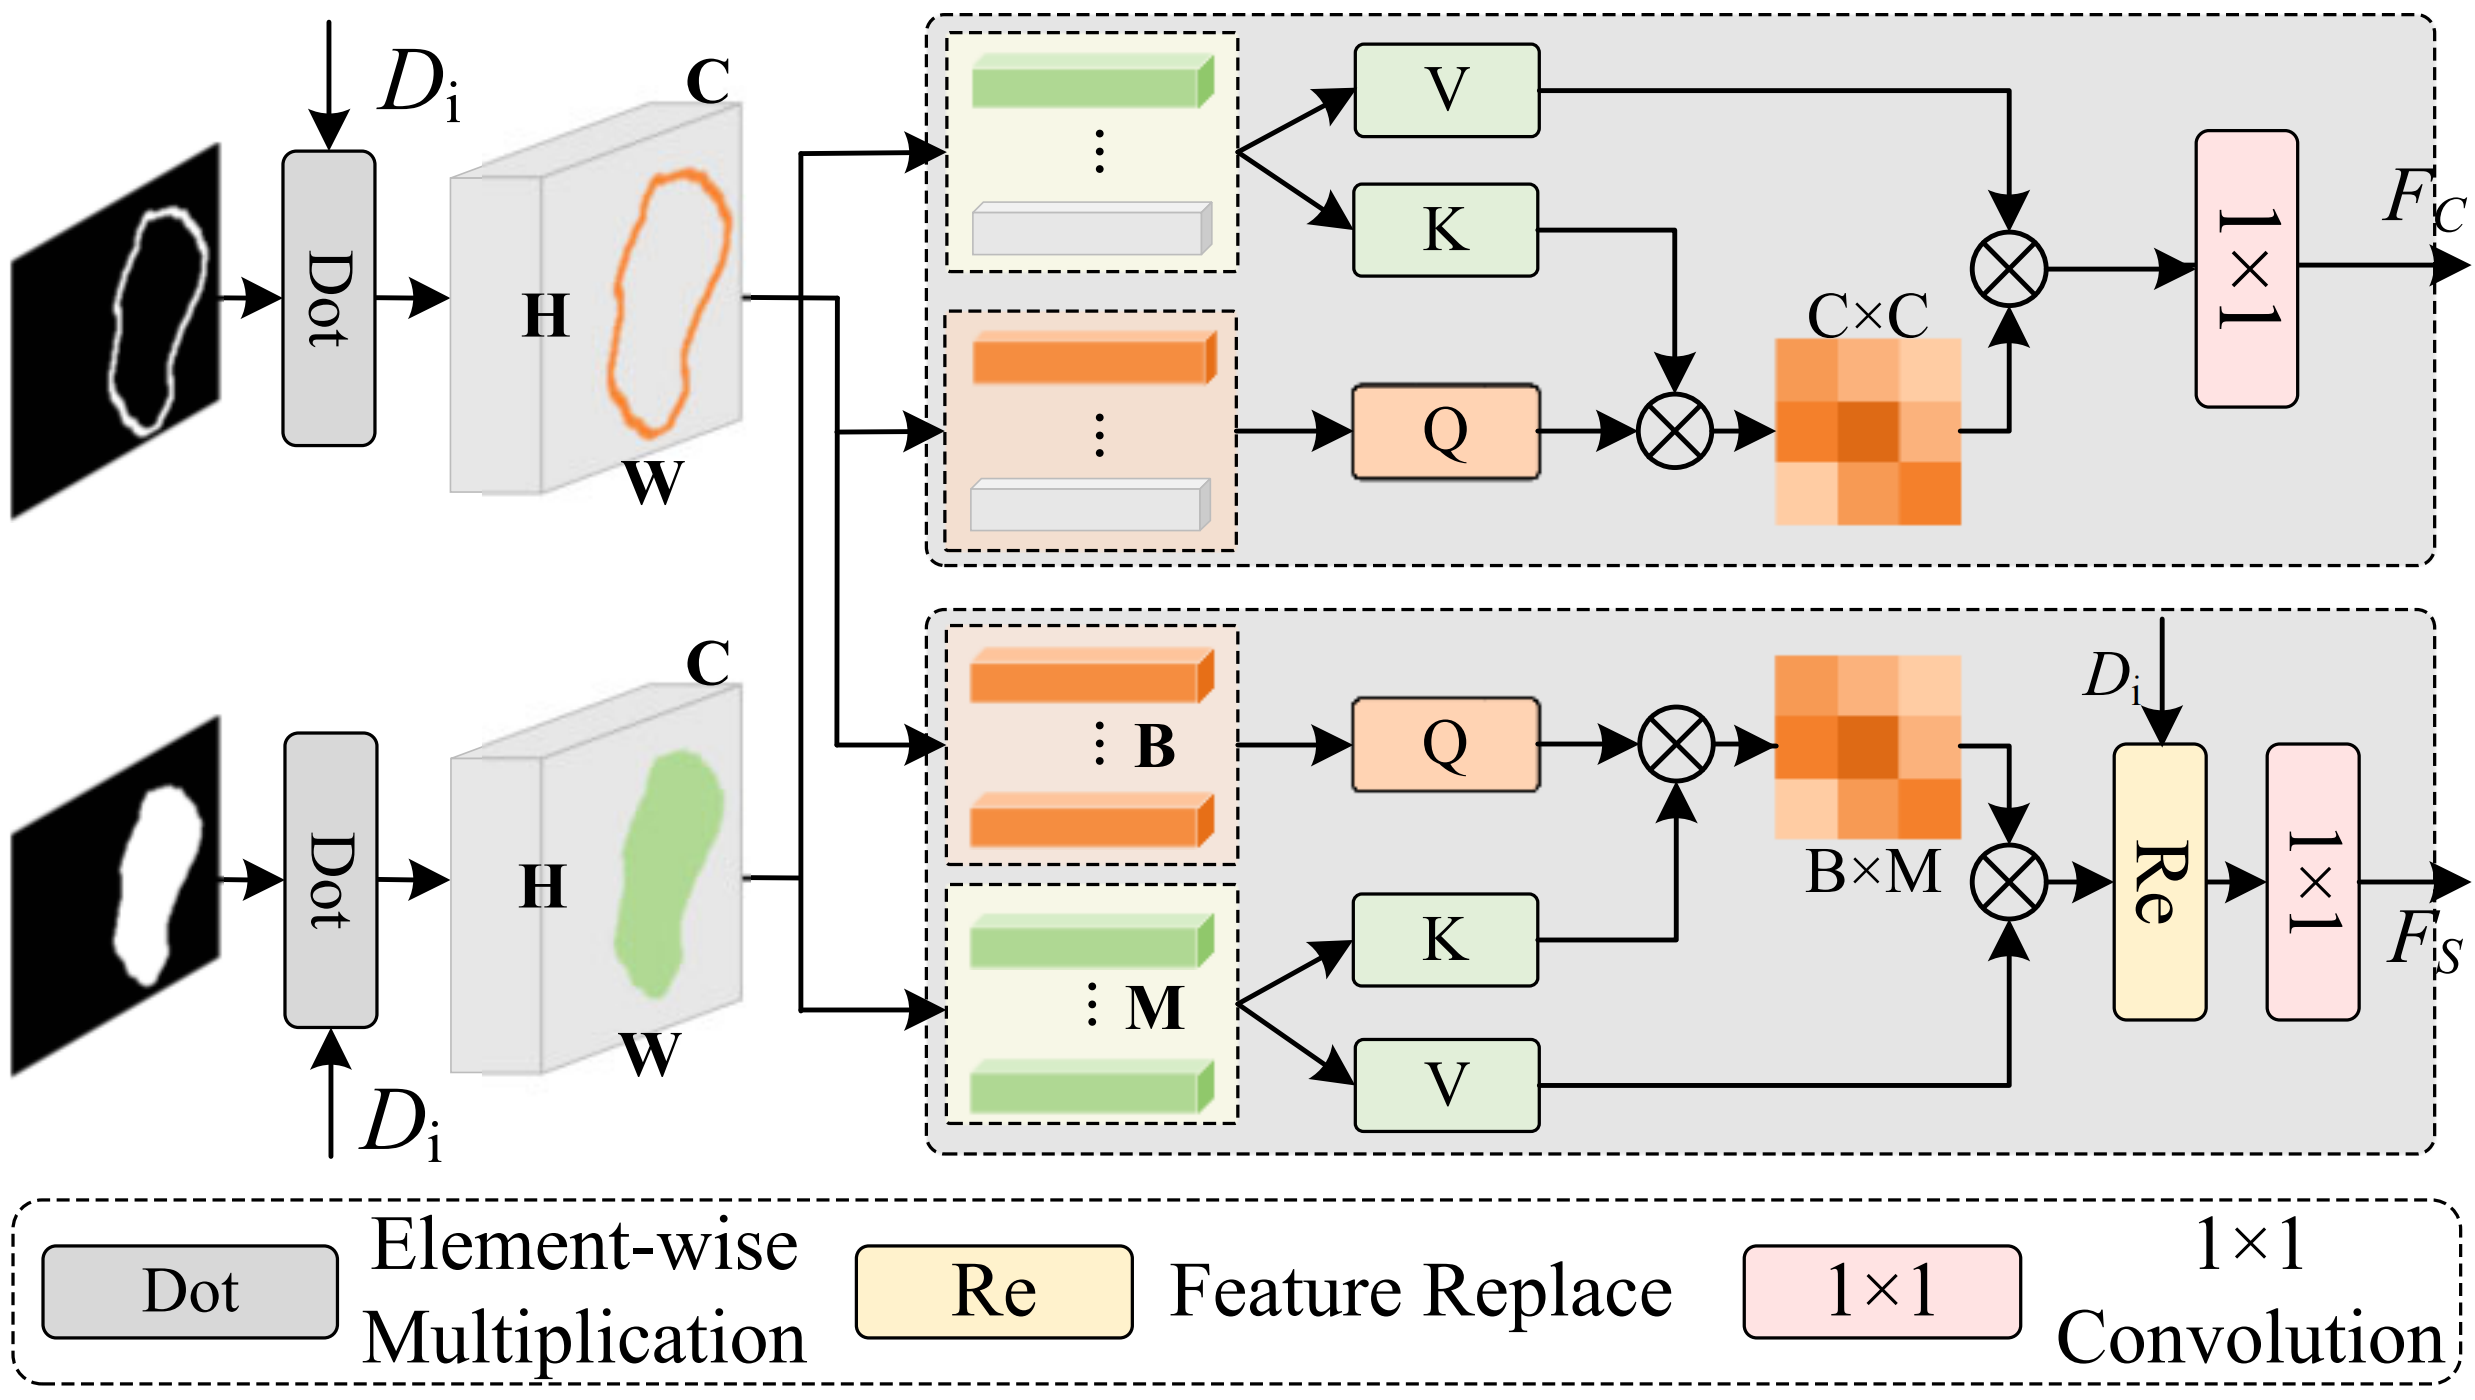 D_i
C
Dot
H
W
V
K
Q
C×C
1×1
F_C
C
Dot
H
W
D_i
B
M
Q
K
V
B×M
D_i
Re
1×1
F_S
Dot
Element-wise
Multiplication
Re
Feature Replace
1×1
1×1
Convolution